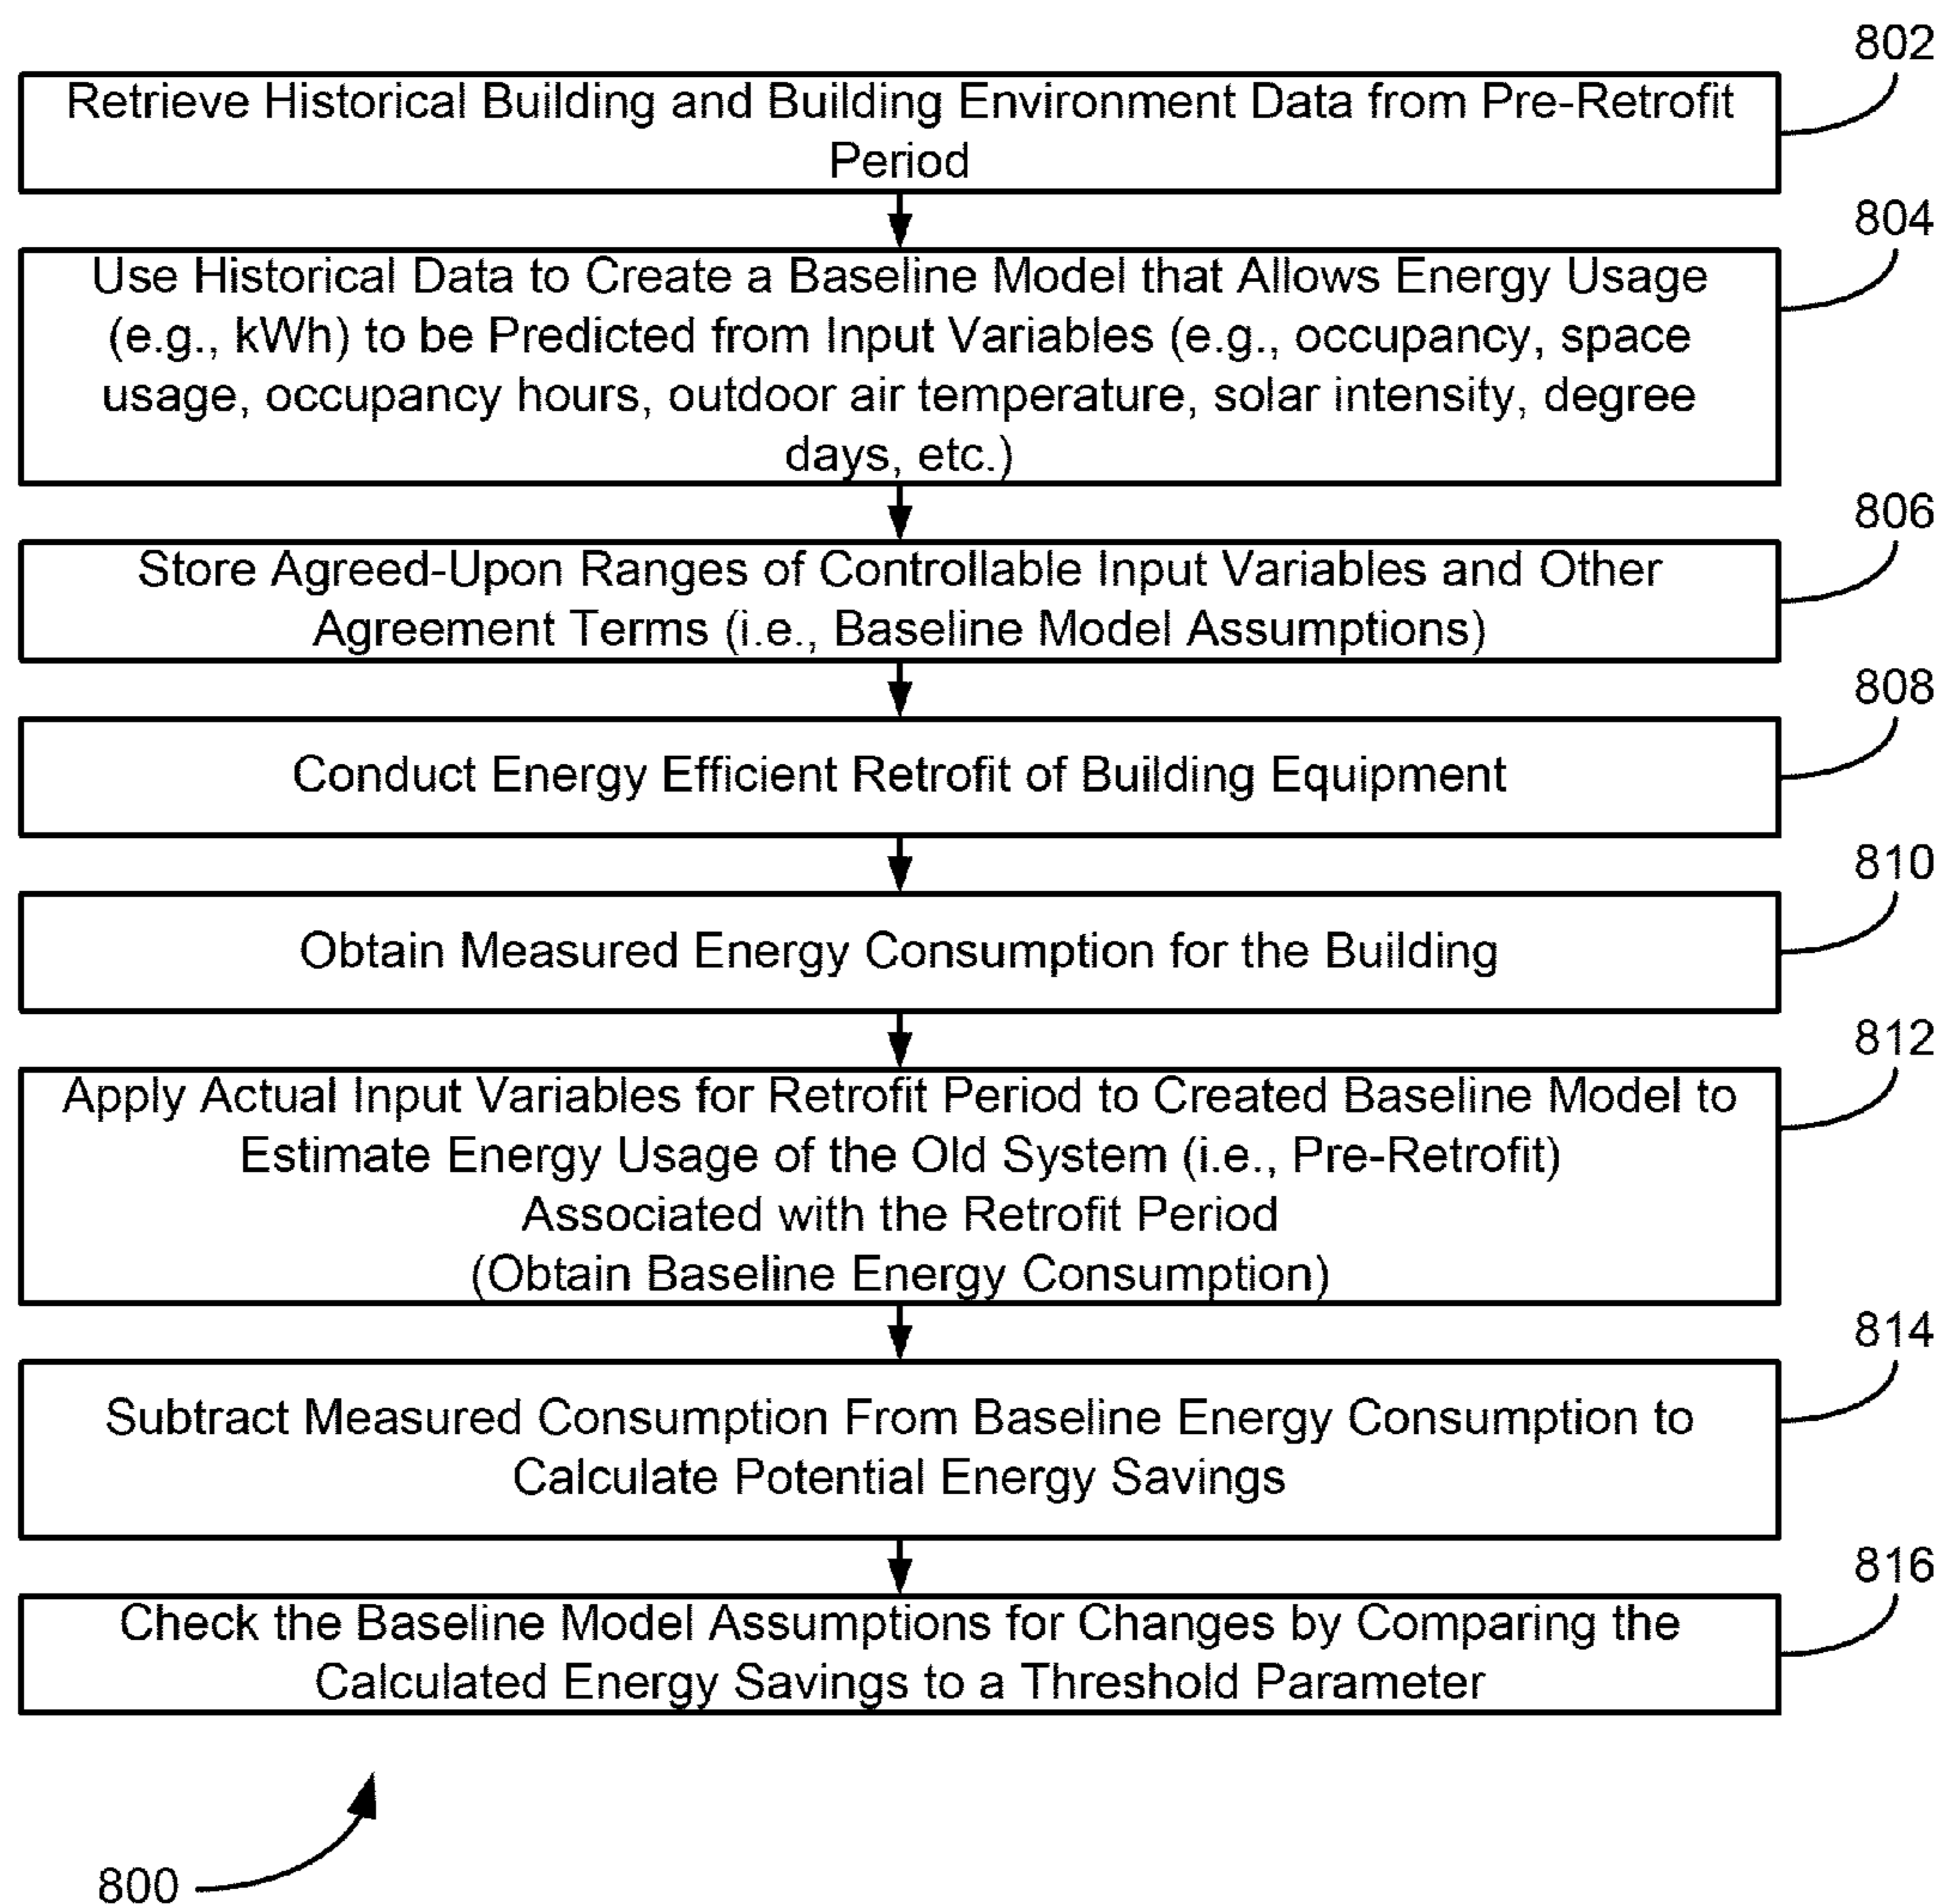 802
Retrieve Historical Building and Building Environment Data from Pre-Retrofit
Period
804
Use Historical Data to Create a Baseline Model that Allows Energy Usage
(e.g., kWh) to be Predicted from Input Variables (e.g., occupancy, space
usage, occupancy hours, outdoor air temperature, solar intensity, degree
days, etc.)
806
Store Agreed-Upon Ranges of Controllable Input Variables and Other
Agreement Terms (i.e., Baseline Model Assumptions)
808
Conduct Energy Efficient Retrofit of Building Equipment
810
Obtain Measured Energy Consumption for the Building
812
Apply Actual Input Variables for Retrofit Period to Created Baseline Model to
Estimate Energy Usage of the Old System (i.e., Pre-Retrofit)
Associated with the Retrofit Period
(Obtain Baseline Energy Consumption)
814
Subtract Measured Consumption From Baseline Energy Consumption to
Calculate Potential Energy Savings
816
Check the Baseline Model Assumptions for Changes by Comparing the
Calculated Energy Savings to a Threshold Parameter
800